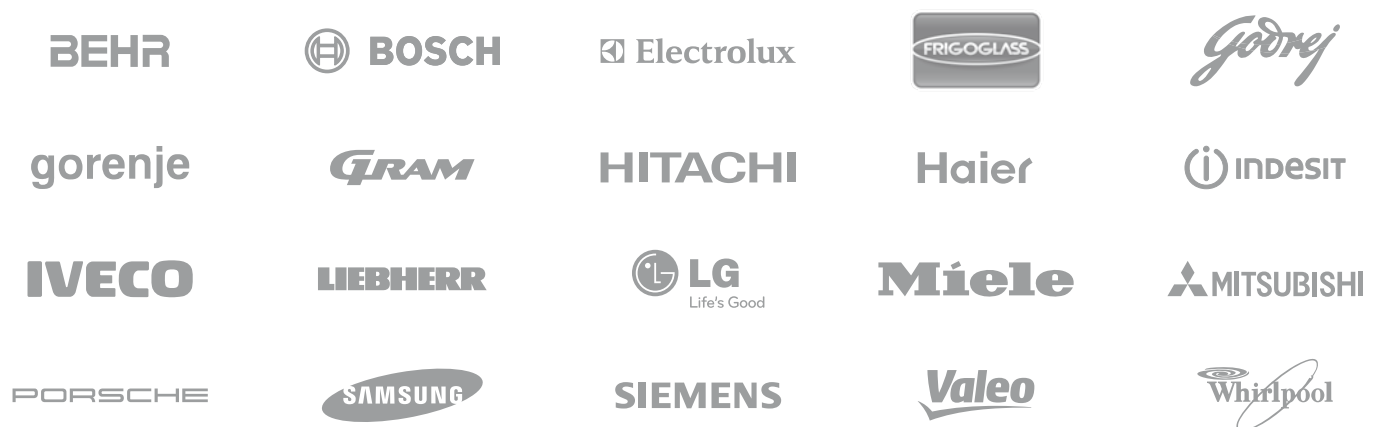 BEHR
BOSCH
Electrolux
FRIGOGLASS
Godrej
gorenje
GRAM
HITACHI
Haier
INDESIT
IVECO
LIEBHERR
LG
Life's Good
Miele
MITSUBISHI
PORSCHE
SAMSUNG
SIEMENS
Valeo
Whirlpool